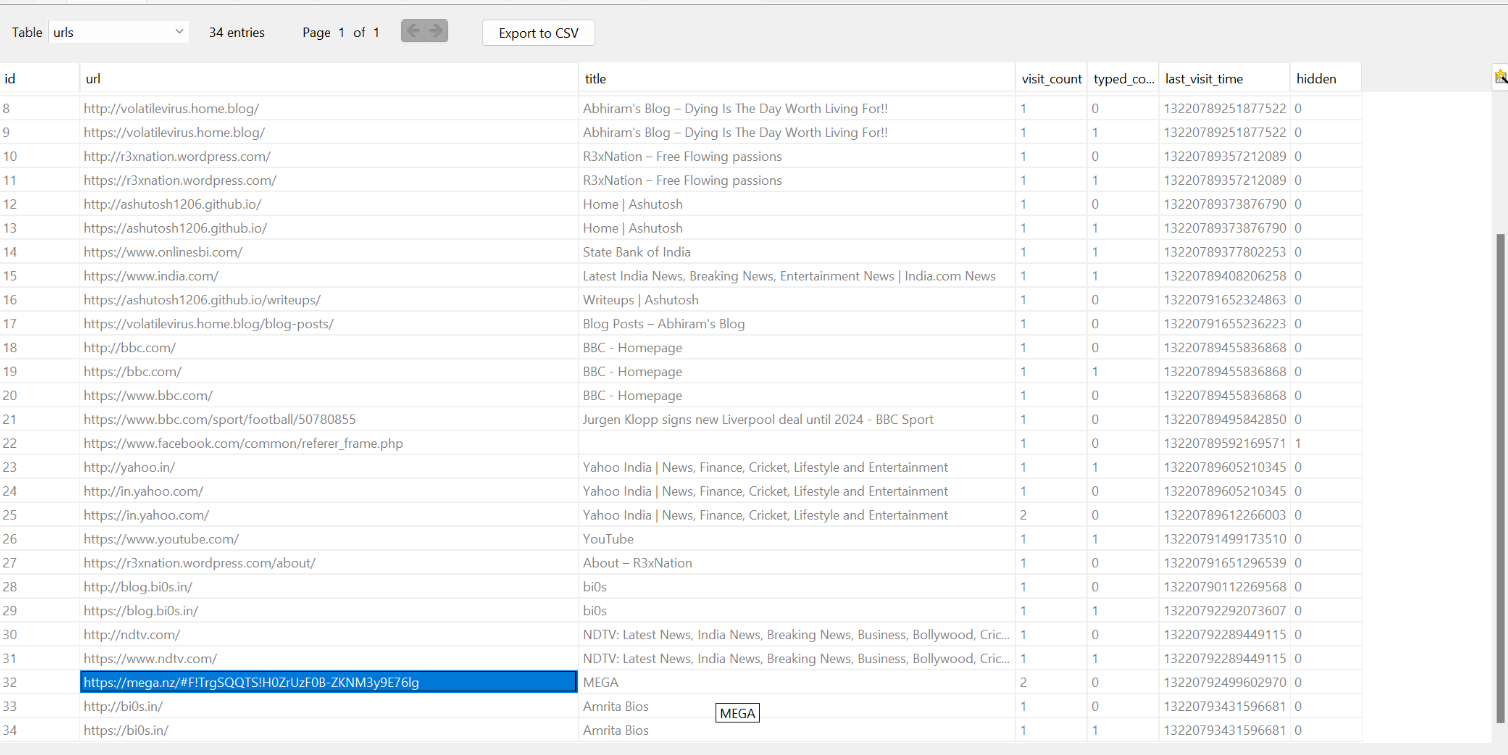 Table urls 34 entries Page 1 of 1 Export to CSV
id url title visit_count typed_co... last_visit_time hidden
8 http://volatilevirus.home.blog/ Abhiram's Blog – Dying Is The Day Worth Living For!! 1 0 13220789251877522 0
9 https://volatilevirus.home.blog/ Abhiram's Blog – Dying Is The Day Worth Living For!! 1 1 13220789251877522 0
10 http://r3xnation.wordpress.com/ R3xNation – Free Flowing passions 1 0 13220789357212089 0
11 https://r3xnation.wordpress.com/ R3xNation – Free Flowing passions 1 1 13220789357212089 0
12 http://ashutosh1206.github.io/ Home | Ashutosh 1 0 13220789373876790 0
13 https://ashutosh1206.github.io/ Home | Ashutosh 1 1 13220789373876790 0
14 https://www.onlinesbi.com/ State Bank of India 1 1 13220789377802253 0
15 https://www.india.com/ Latest India News, Breaking News, Entertainment News | India.com News 1 1 13220789408206258 0
16 https://ashutosh1206.github.io/writeups/ Writeups | Ashutosh 1 0 13220791652324863 0
17 https://volatilevirus.home.blog/blog-posts/ Blog Posts – Abhiram's Blog 1 0 13220791655236223 0
18 http://bbc.com/ BBC - Homepage 1 0 13220789455836868 0
19 https://bbc.com/ BBC - Homepage 1 1 13220789455836868 0
20 https://www.bbc.com/ BBC - Homepage 1 0 13220789455836868 0
21 https://www.bbc.com/sport/football/50780855 Jurgen Klopp signs new Liverpool deal until 2024 - BBC Sport 1 0 13220789495842850 0
22 https://www.facebook.com/common/referer_frame.php 1 0 13220789592169571 1
23 http://yahoo.in/ Yahoo India | News, Finance, Cricket, Lifestyle and Entertainment 1 1 13220789605210345 0
24 http://in.yahoo.com/ Yahoo India | News, Finance, Cricket, Lifestyle and Entertainment 1 0 13220789605210345 0
25 https://in.yahoo.com/ Yahoo India | News, Finance, Cricket, Lifestyle and Entertainment 2 0 13220789612266003 0
26 https://www.youtube.com/ YouTube 1 1 13220791499173510 0
27 https://r3xnation.wordpress.com/about/ About – R3xNation 1 0 13220791651296539 0
28 http://blog.bi0s.in/ bi0s 1 0 13220790112269568 0
29 https://blog.bi0s.in/ bi0s 1 1 13220792292073607 0
30 http://ndtv.com/ NDTV: Latest News, India News, Breaking News, Business, Bollywood, Cric... 1 0 13220792289449115 0
31 https://www.ndtv.com/ NDTV: Latest News, India News, Breaking News, Business, Bollywood, Cric... 1 1 13220792289449115 0
32 https://mega.nz/#F!TrgSQQTS!H0ZrUzF0B-ZKNM3y9E76lg MEGA 2 0 13220792499602970 0
33 http://bi0s.in/ Amrita Bios 1 0 13220793431596681 0
MEGA
34 https://bi0s.in/ Amrita Bios 1 1 13220793431596681 0